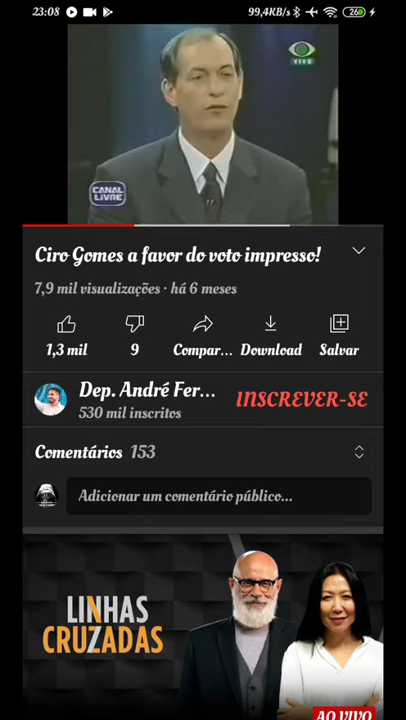 23:08
99,4KB/s
26
VIVO
CANAL
LIVRE
Ciro Gomes a favor do voto impresso!
7,9 mil visualizações · há 6 meses
1,3 mil
9
Compar...
Download
Salvar
Dep. André Fer...
INSCREVER-SE
530 mil inscritos
Comentários 153
Adicionar um comentário público...
LINHAS
CRUZADAS
AO VIVO